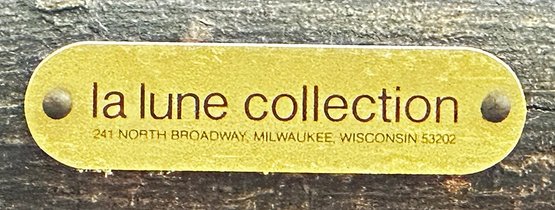 la lune collection
241 NORTH BROADWAY, MILWAUKEE, WISCONSIN 53202